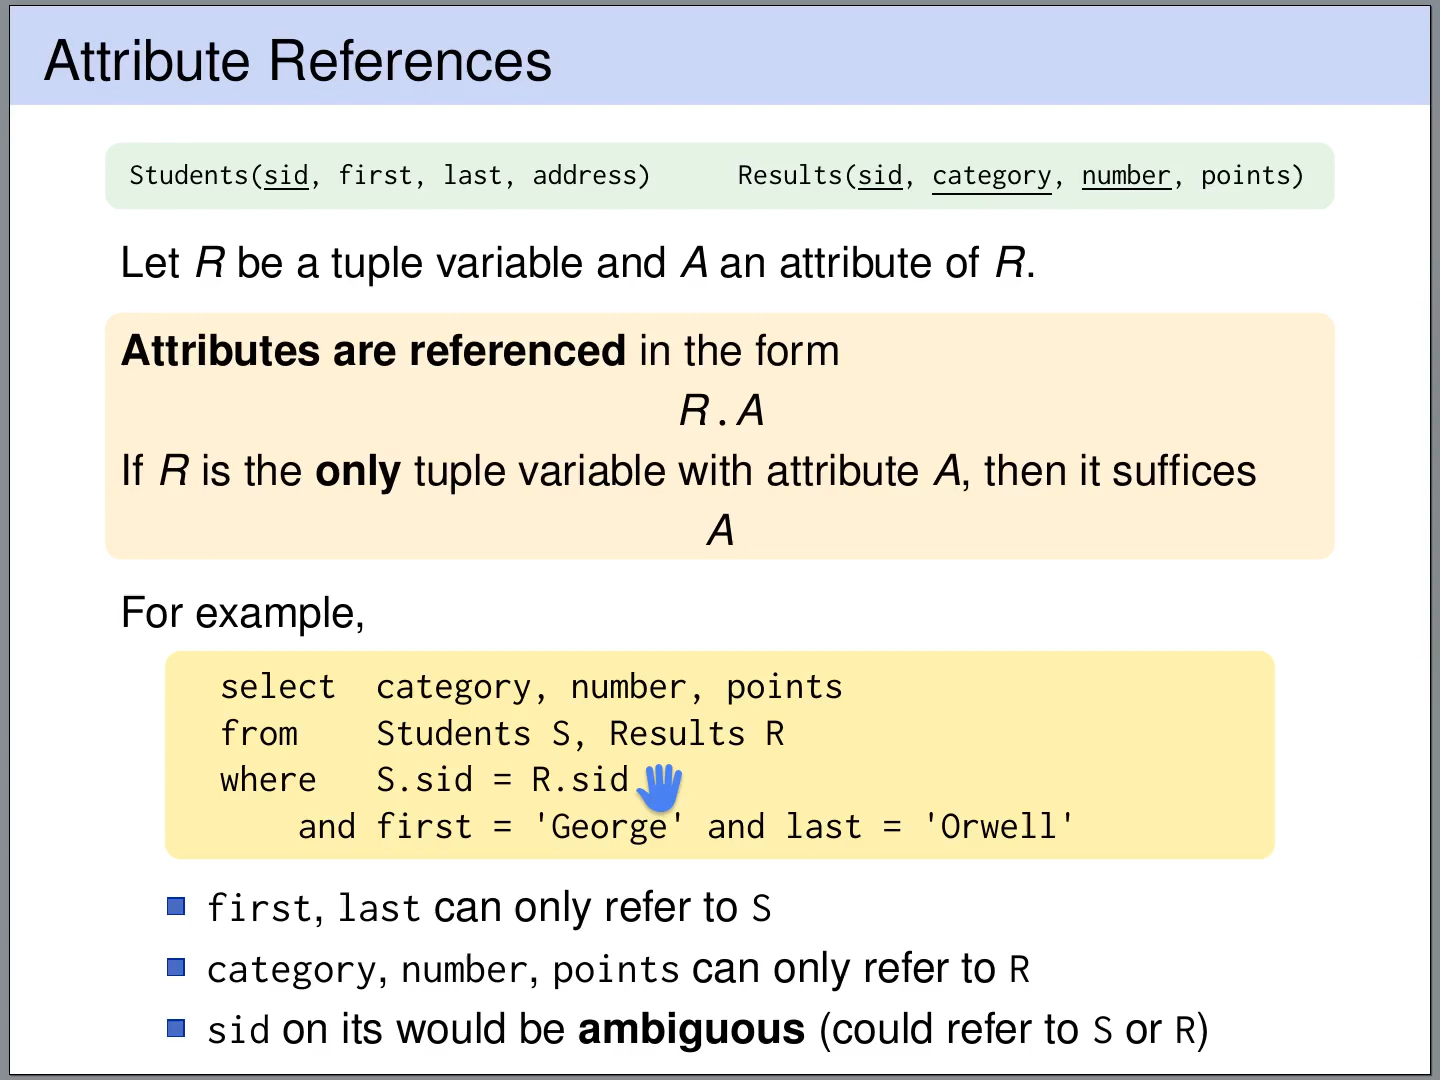 Attribute References
Students(sid, first, last, address) Results(sid, category, number, points)
Let R be a tuple variable and A an attribute of R.
Attributes are referenced in the form
R . A
If R is the only tuple variable with attribute A, then it suffices
A
For example,
select category, number, points
from Students S, Results R
where S.sid = R.sid
and first = 'George' and last = 'Orwell'
first, last can only refer to S
category, number, points can only refer to R
sid on its would be ambiguous (could refer to S or R)